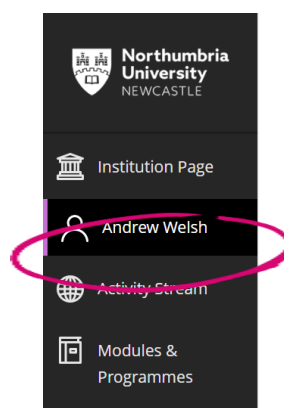 Northumbria
University
NEWCASTLE
Institution Page
Andrew Welsh
Activity Stream
Modules &
Programmes